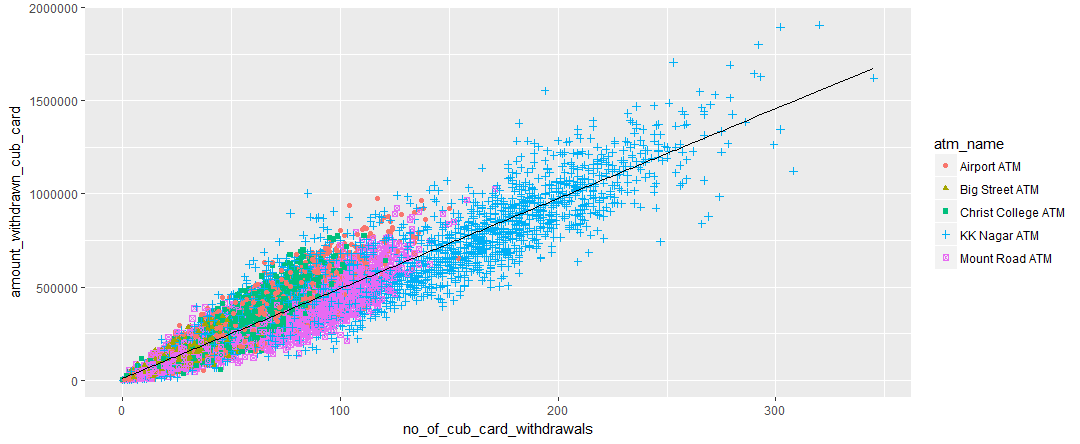 2000000
1500000
1000000
500000
0
amount_withdrawn_cub_card
0
100
200
300
no_of_cub_card_withdrawals
atm_name
Airport ATM
Big Street ATM
Christ College ATM
KK Nagar ATM
Mount Road ATM